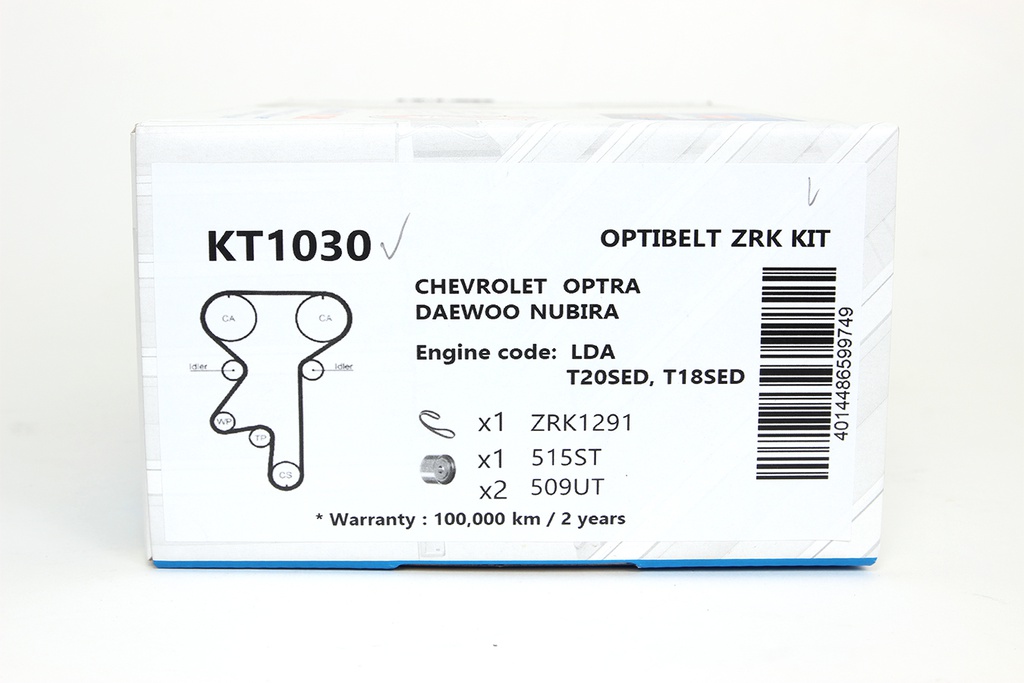 KT1030
OPTIBELT ZRK KIT
CHEVROLET OPTRA
DAEWOO NUBIRA
Engine code: LDA
T20SED, T18SED
CA
CA
Idler
Idler
WP
TP
CS
x1 ZRK1291
x1 515ST
x2 509UT
* Warranty : 100,000 km / 2 years
4014486599749